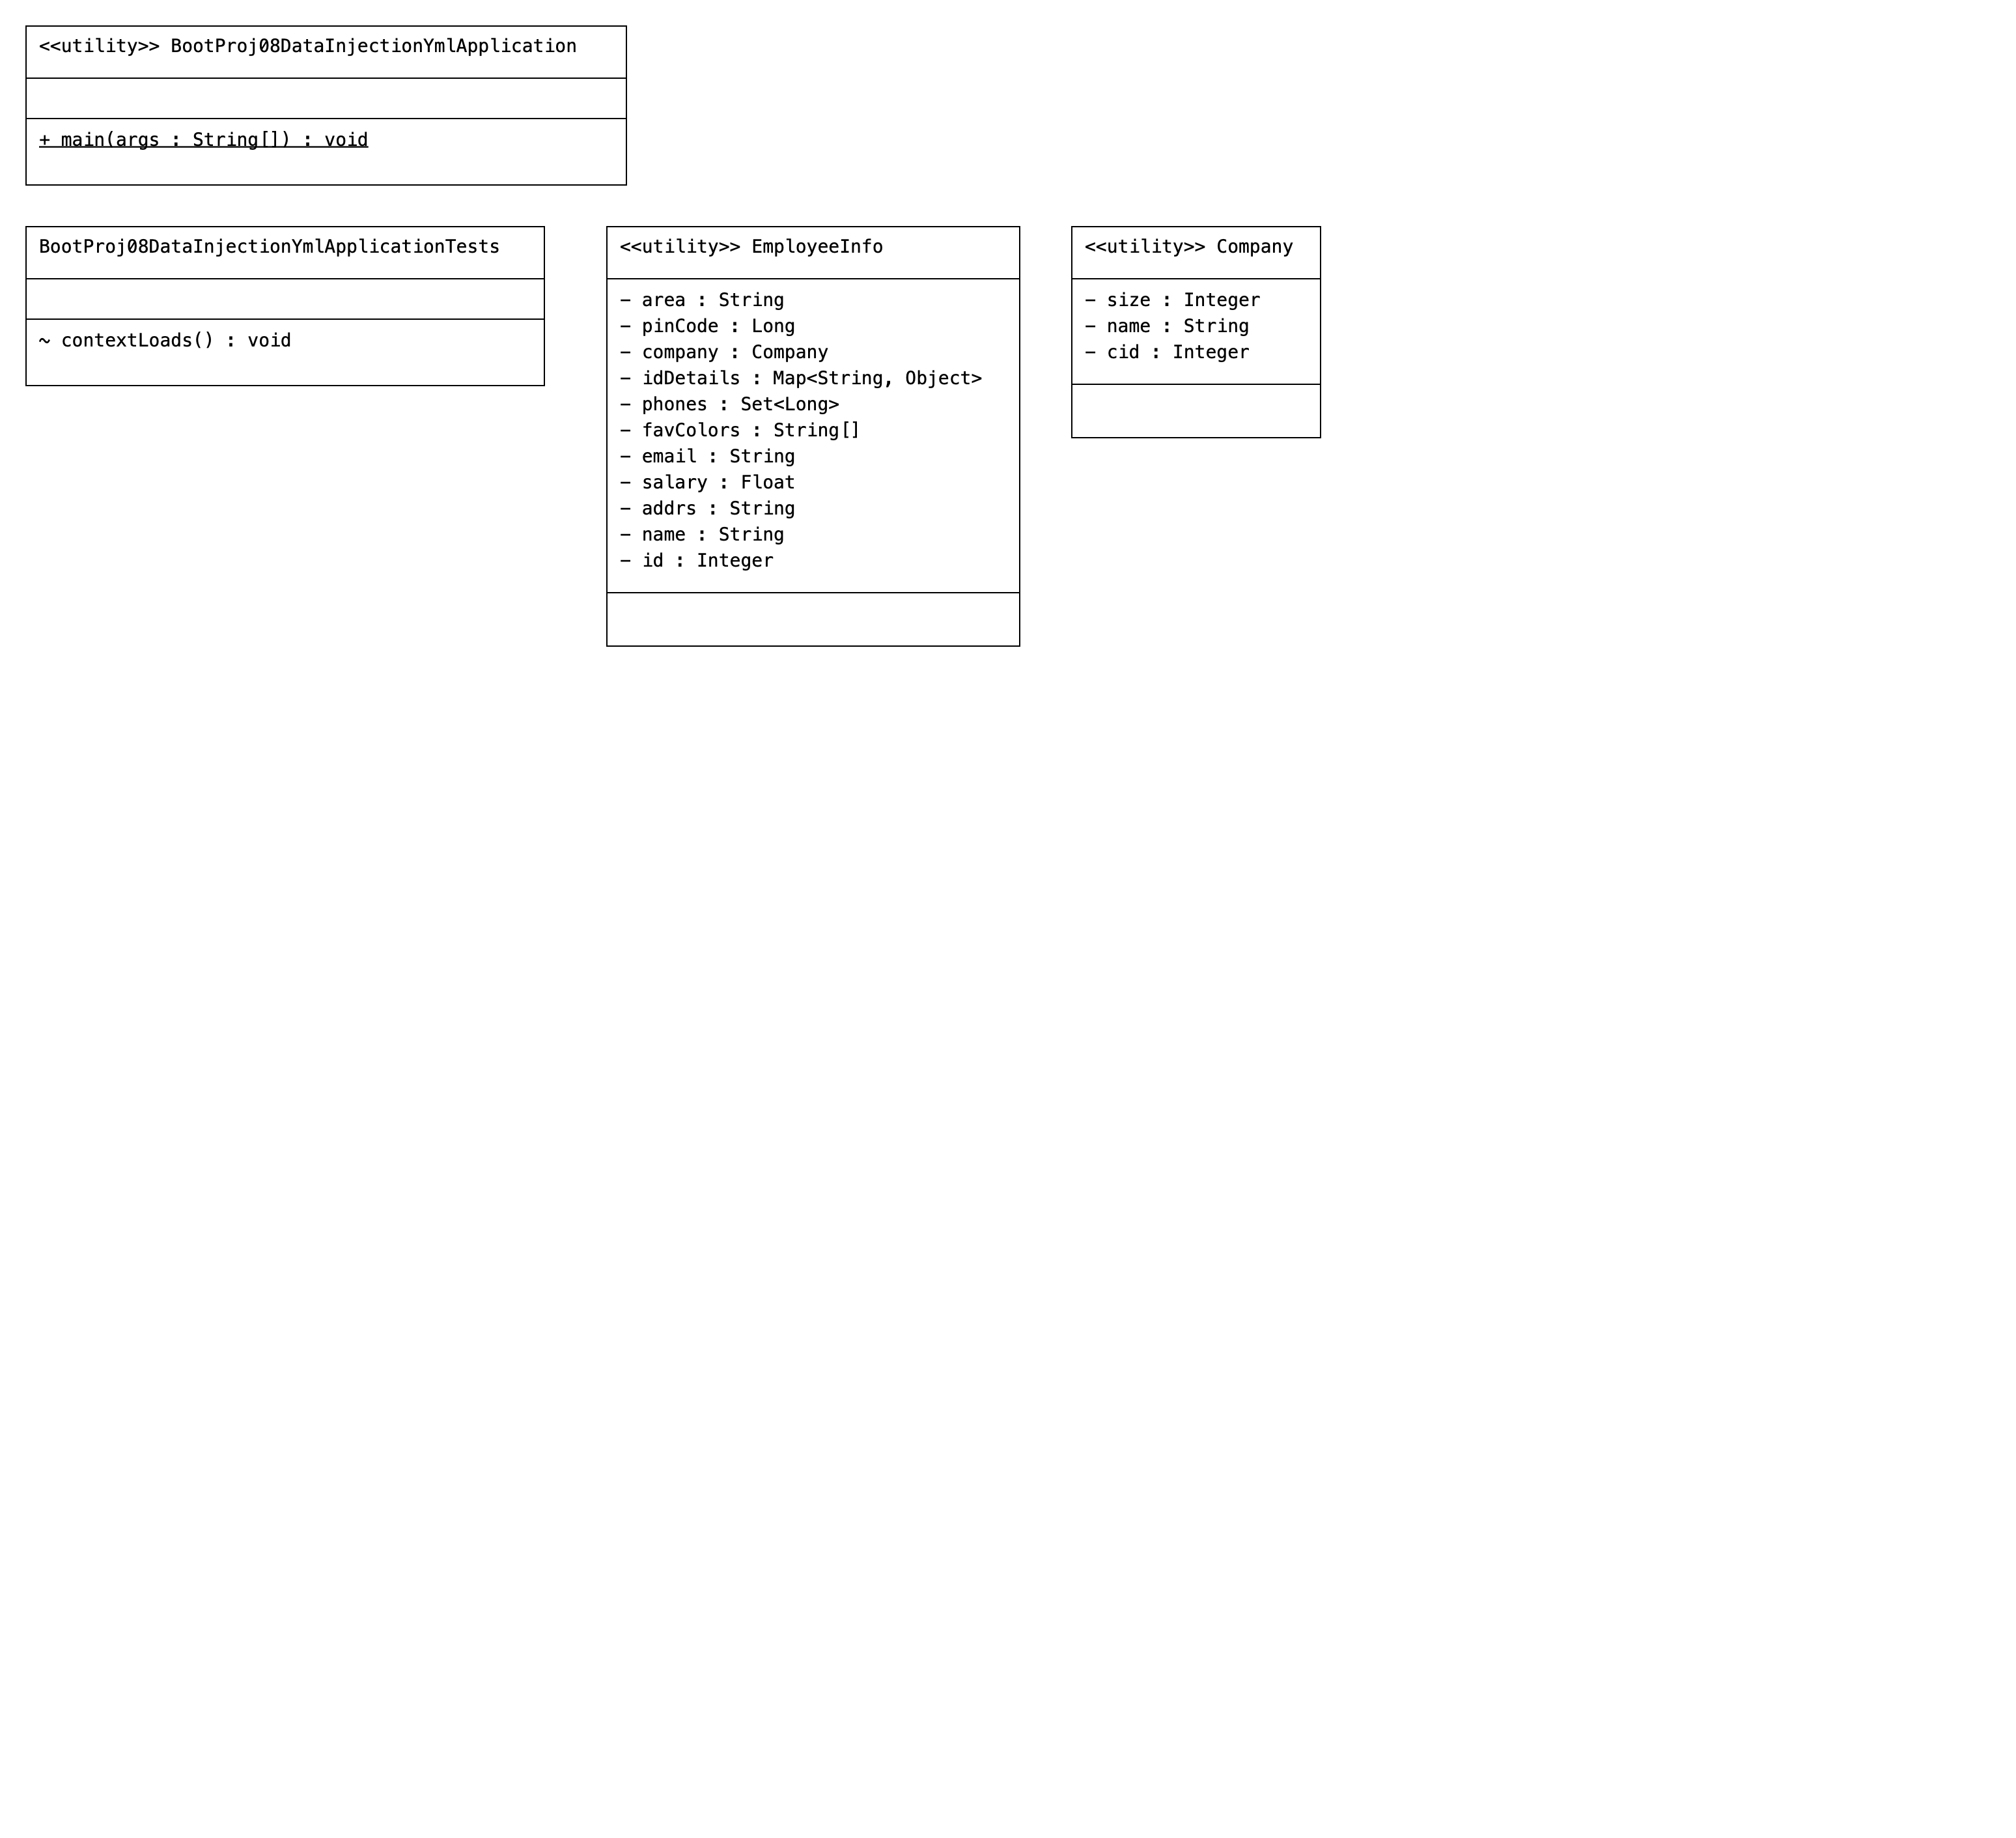 <<utility>> BootProj08DataInjectionYmlApplication
+ main(args : String[]) : void
BootProj08DataInjectionYmlApplicationTests
~ contextLoads() : void
<<utility>> EmployeeInfo
− area : String
− pinCode : Long
− company : Company
− idDetails : Map<String, Object>
− phones : Set<Long>
− favColors : String[]
− email : String
− salary : Float
− addrs : String
− name : String
− id : Integer
<<utility>> Company
− size : Integer
− name : String
− cid : Integer